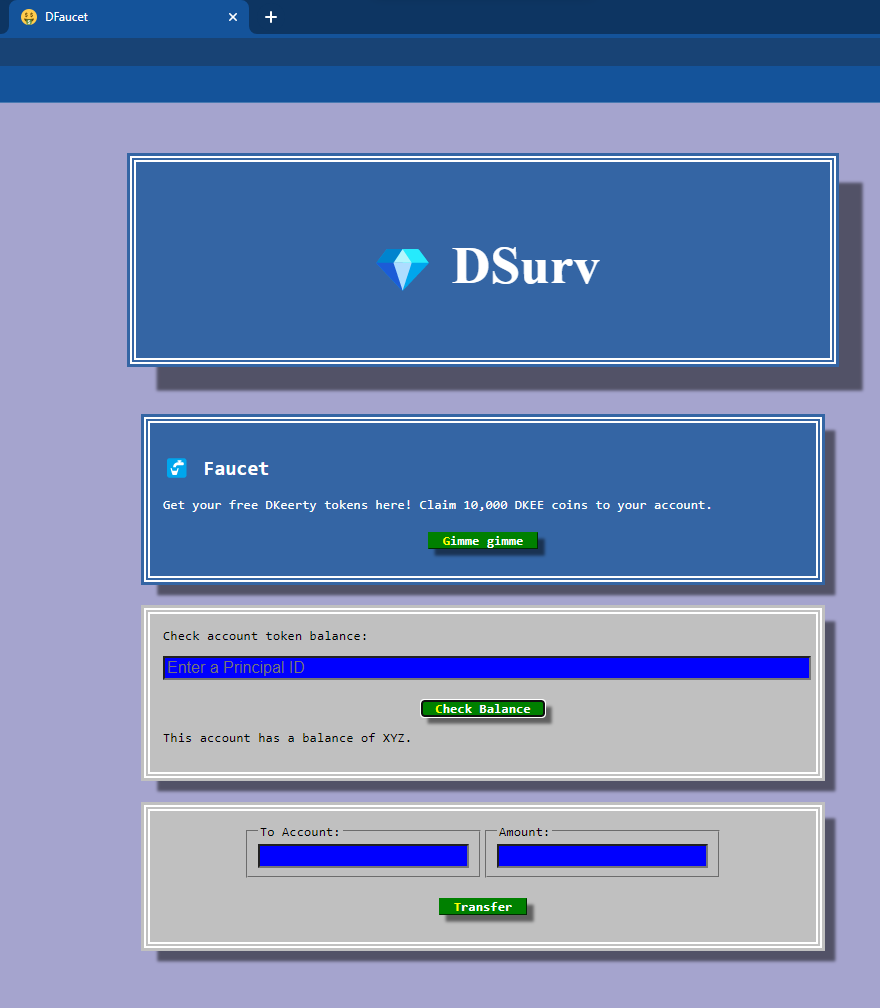 DFaucet
DSurv
Faucet
Get your free DKeerty tokens here! Claim 10,000 DKEE coins to your account.
Gimme gimme
Check account token balance:
Enter a Principal ID
Check Balance
This account has a balance of XYZ.
To Account:
Amount:
Transfer